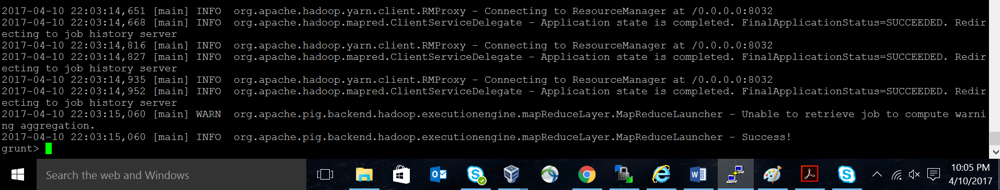 2017-04-10 22:03:14,651 [main] INFO  org.apache.hadoop.yarn.client.RMProxy - Connecting to ResourceManager at /0.0.0.0:8032
2017-04-10 22:03:14,668 [main] INFO  org.apache.hadoop.mapred.ClientServiceDelegate - Application state is completed. FinalApplicationStatus=SUCCEEDED. Redir
ecting to job history server
2017-04-10 22:03:14,816 [main] INFO  org.apache.hadoop.yarn.client.RMProxy - Connecting to ResourceManager at /0.0.0.0:8032
2017-04-10 22:03:14,827 [main] INFO  org.apache.hadoop.mapred.ClientServiceDelegate - Application state is completed. FinalApplicationStatus=SUCCEEDED. Redir
ecting to job history server
2017-04-10 22:03:14,935 [main] INFO  org.apache.hadoop.yarn.client.RMProxy - Connecting to ResourceManager at /0.0.0.0:8032
2017-04-10 22:03:14,952 [main] INFO  org.apache.hadoop.mapred.ClientServiceDelegate - Application state is completed. FinalApplicationStatus=SUCCEEDED. Redir
ecting to job history server
2017-04-10 22:03:15,060 [main] WARN  org.apache.pig.backend.hadoop.executionengine.mapReduceLayer.MapReduceLauncher - Unable to retrieve job to compute warni
ng aggregation.
2017-04-10 22:03:15,060 [main] INFO  org.apache.pig.backend.hadoop.executionengine.mapReduceLayer.MapReduceLauncher - Success!
grunt>
Search the web and Windows
10:05 PM
4/10/2017